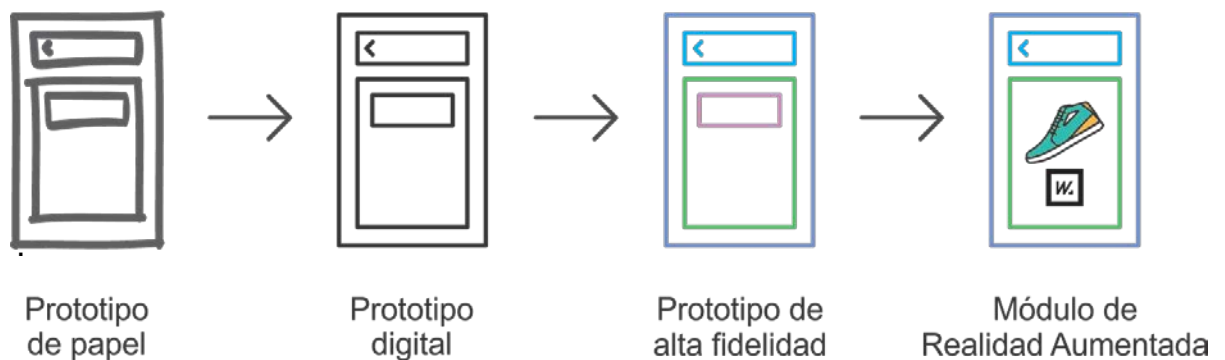 W.
Prototipo
de papel
Prototipo
digital
Prototipo de
alta fidelidad
Módulo de
Realidad Aumentada